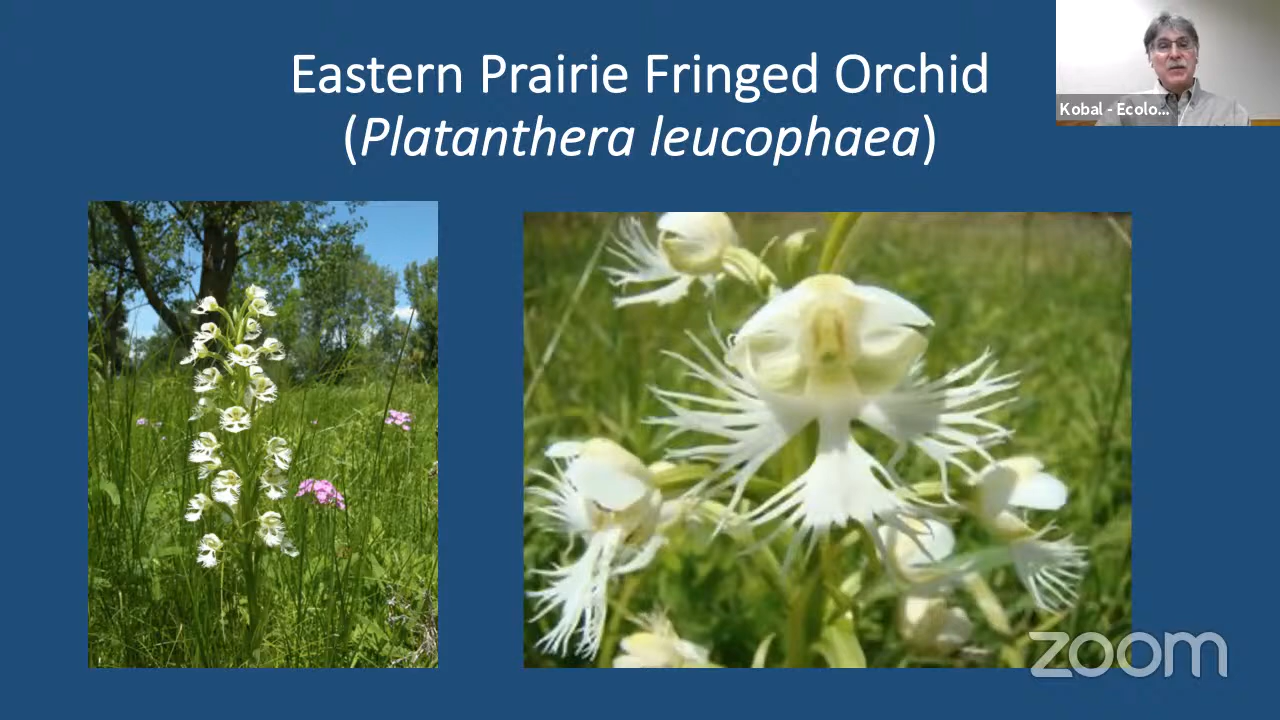 Eastern Prairie Fringed Orchid
(Platanthera leucophaea)
Kobal - Ecolo...
zoom